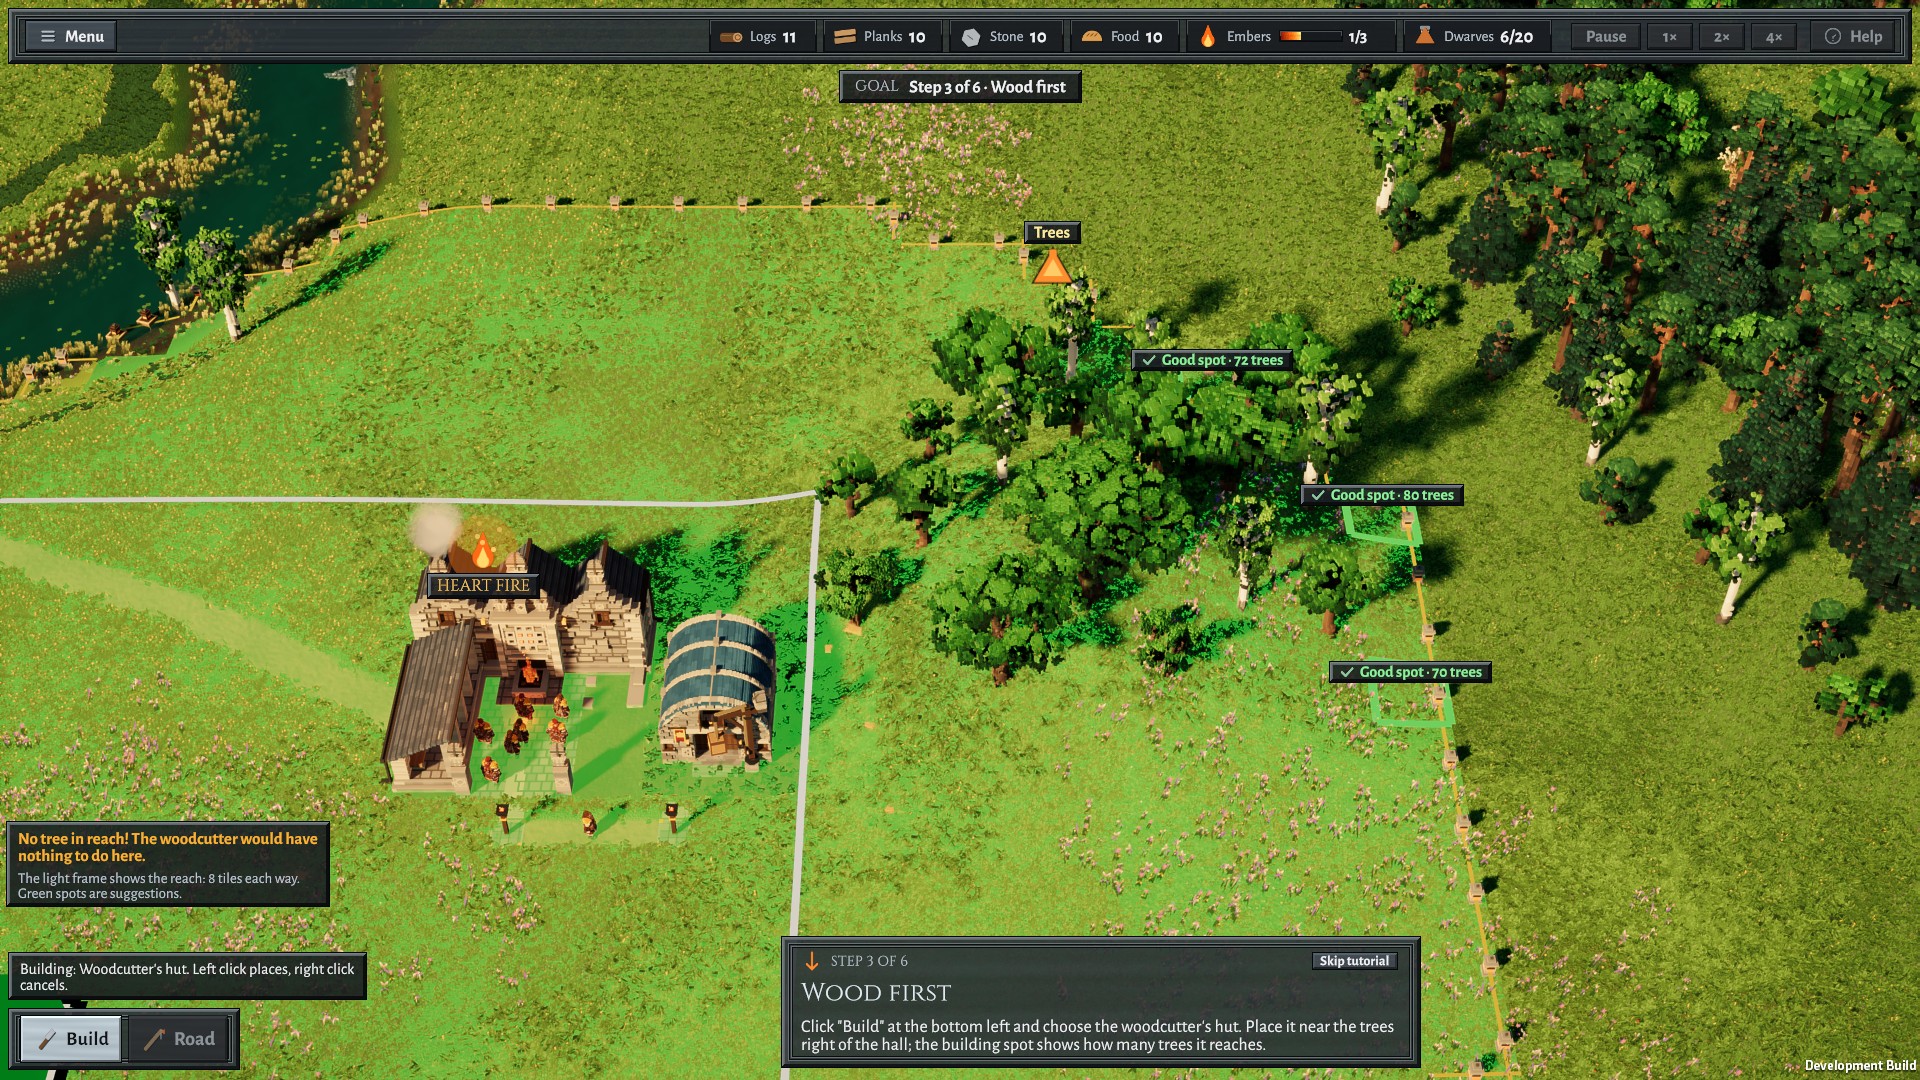 Menu
Logs 11
Planks 10
Stone 10
Food 10
Embers 1/3
Dwarves 6/20
Pause
1×
2×
4×
Help
GOAL Step 3 of 6 · Wood first
Trees
Good spot · 72 trees
Good spot · 80 trees
HEART FIRE
Good spot · 70 trees
No tree in reach! The woodcutter would have
nothing to do here.
The light frame shows the reach: 8 tiles each way.
Green spots are suggestions.
Building: Woodcutter's hut. Left click places, right click
cancels.
Build
Road
STEP 3 OF 6
Skip tutorial
WOOD FIRST
Click "Build" at the bottom left and choose the woodcutter's hut. Place it near the trees
right of the hall; the building spot shows how many trees it reaches.
Development Build